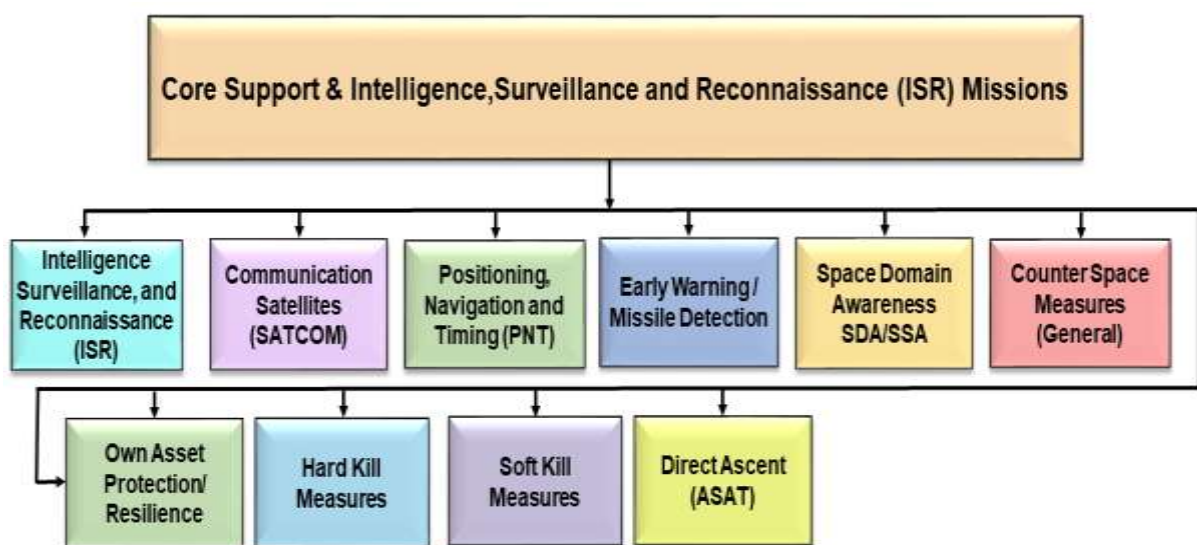 Core Support & Intelligence,Surveillance and Reconnaissance (ISR) Missions
Intelligence
Surveillance, and
Reconnaissance
(ISR)
Communication
Satellites
(SATCOM)
Positioning,
Navigation and
Timing (PNT)
Early Warning /
Missile Detection
Space Domain
Awareness
SDA/SSA
Counter Space
Measures
(General)
Own Asset
Protection/
Resilience
Hard Kill
Measures
Soft Kill
Measures
Direct Ascent
(ASAT)